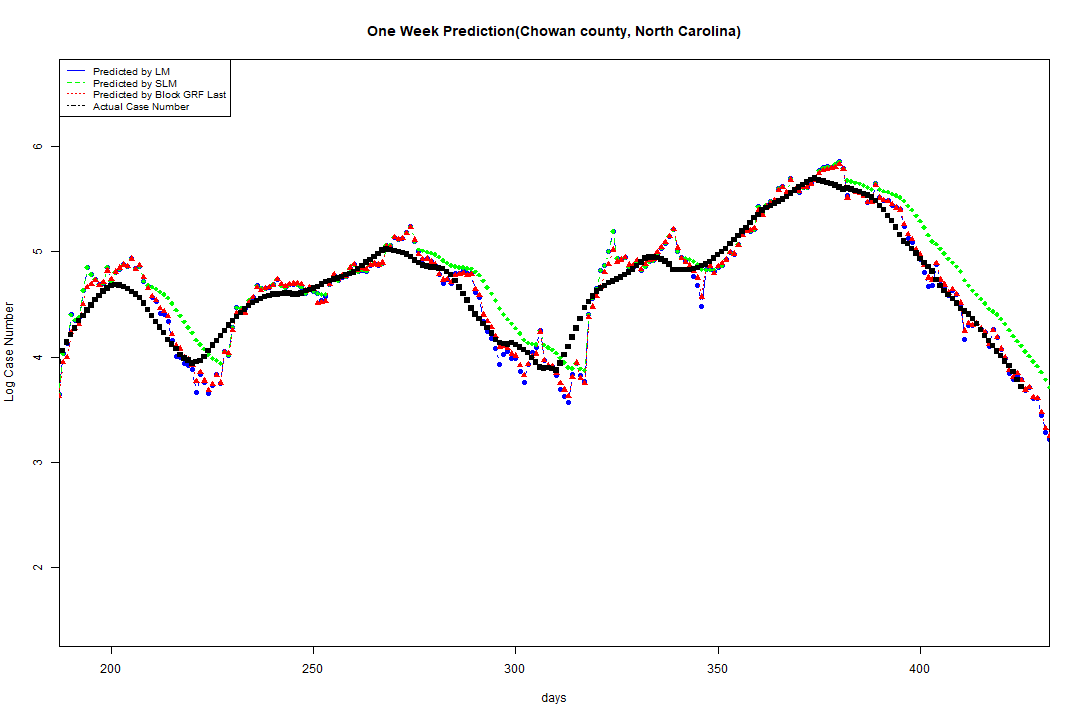 One Week Prediction(Chowan county, North Carolina)
Predicted by LM
Predicted by SLM
Predicted by Block GRF Last
Actual Case Number
6
5
4
3
2
Log Case Number
200 250 300 350 400
days